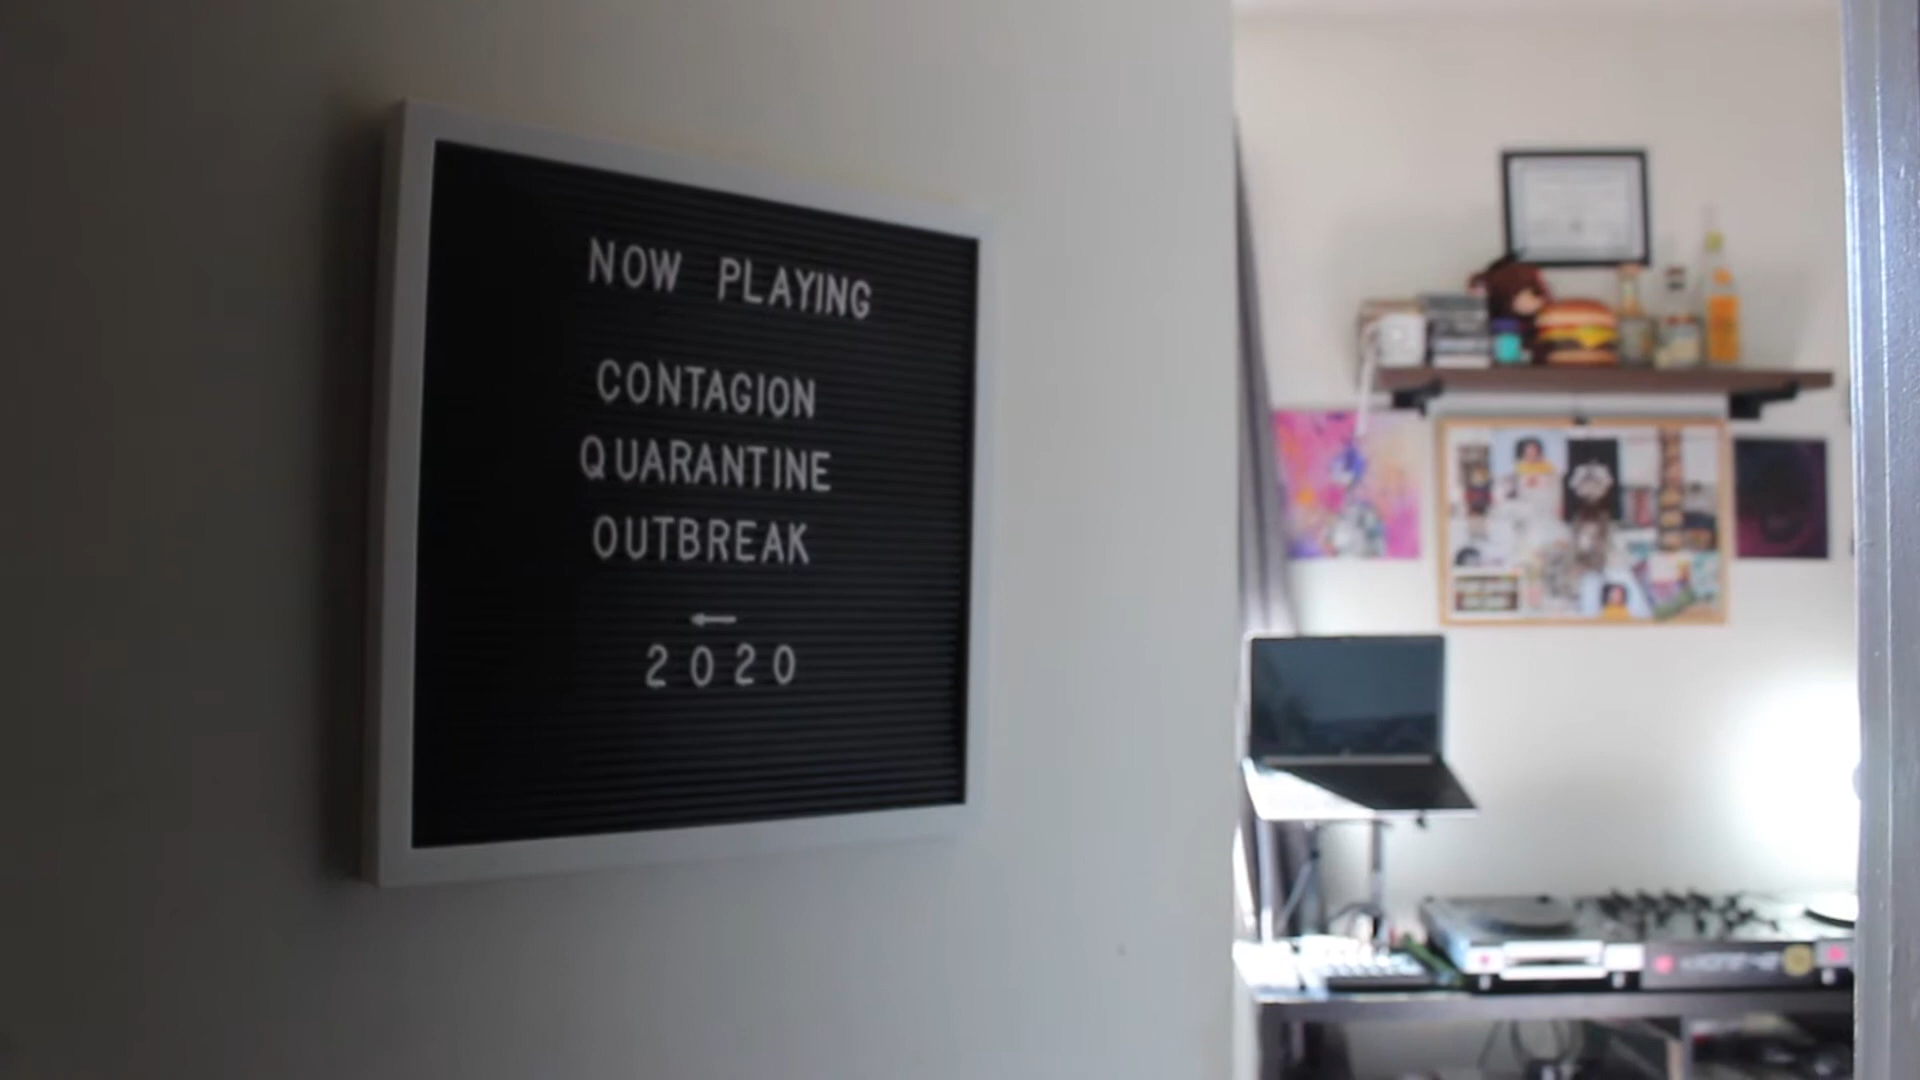 NOW PLAYING
CONTAGION
QUARANTINE
OUTBREAK
←
2020